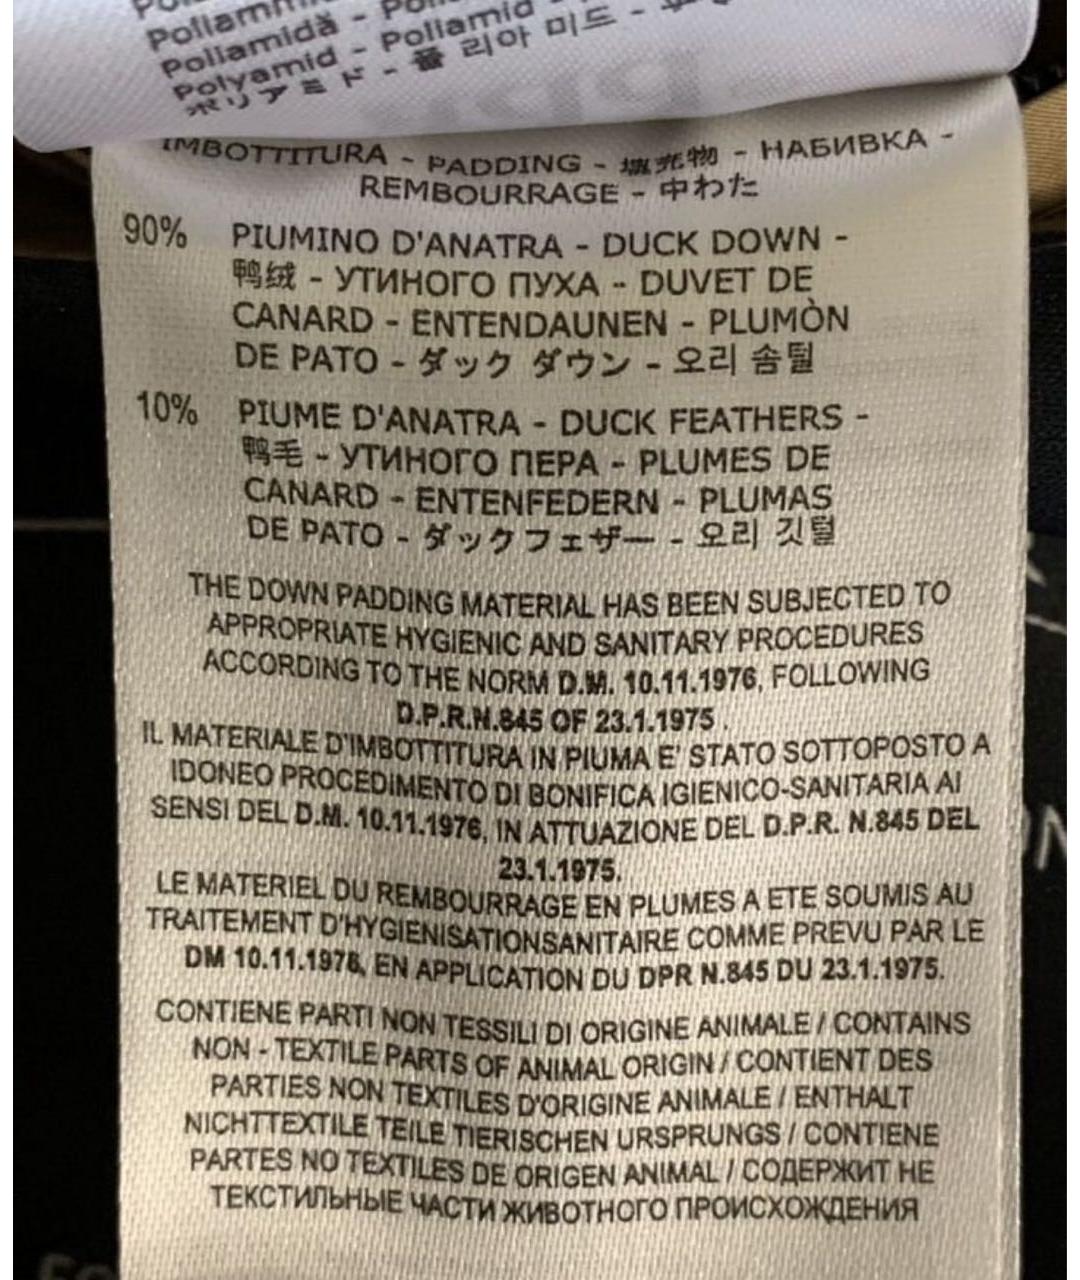 Poliammi
Poliamidă - Po
Polyamid - Poliamid -
ポリアミド - 폴리아미드 -
IMBOTTITURA - PADDING - 填充物 - НАБИВКА -
REMBOURRAGE - 中わた
90% PIUMINO D'ANATRA - DUCK DOWN -
鸭绒 - УТИНОГО ПУХА - DUVET DE
CANARD - ENTENDAUNEN - PLUMÒN
DE PATO - ダック ダウン - 오리 솜털
10% PIUME D'ANATRA - DUCK FEATHERS -
鸭毛 - УТИНОГО ПЕРА - PLUMES DE
CANARD - ENTENFEDERN - PLUMAS
DE PATO - ダックフェザー - 오리 깃털
THE DOWN PADDING MATERIAL HAS BEEN SUBJECTED TO
APPROPRIATE HYGIENIC AND SANITARY PROCEDURES
ACCORDING TO THE NORM D.M. 10.11.1976, FOLLOWING
D.P.R.N.845 OF 23.1.1975 .
IL MATERIALE D'IMBOTTITURA IN PIUMA E' STATO SOTTOPOSTO A
IDONEO PROCEDIMENTO DI BONIFICA IGIENICO-SANITARIA AI
SENSI DEL D.M. 10.11.1976, IN ATTUAZIONE DEL D.P.R. N.845 DEL
23.1.1975.
LE MATERIEL DU REMBOURRAGE EN PLUMES A ETE SOUMIS AU
TRAITEMENT D'HYGIENISATIONSANITAIRE COMME PREVU PAR LE
DM 10.11.1976, EN APPLICATION DU DPR N.845 DU 23.1.1975.
CONTIENE PARTI NON TESSILI DI ORIGINE ANIMALE / CONTAINS
NON - TEXTILE PARTS OF ANIMAL ORIGIN / CONTIENT DES
PARTIES NON TEXTILES D'ORIGINE ANIMALE / ENTHALT
NICHTTEXTILE TEILE TIERISCHEN URSPRUNGS / CONTIENE
PARTES NO TEXTILES DE ORIGEN ANIMAL / СОДЕРЖИТ НЕ
ТЕКСТИЛЬНЫЕ ЧАСТИ ЖИВОТНОГО ПРОИСХОЖДЕНИЯ